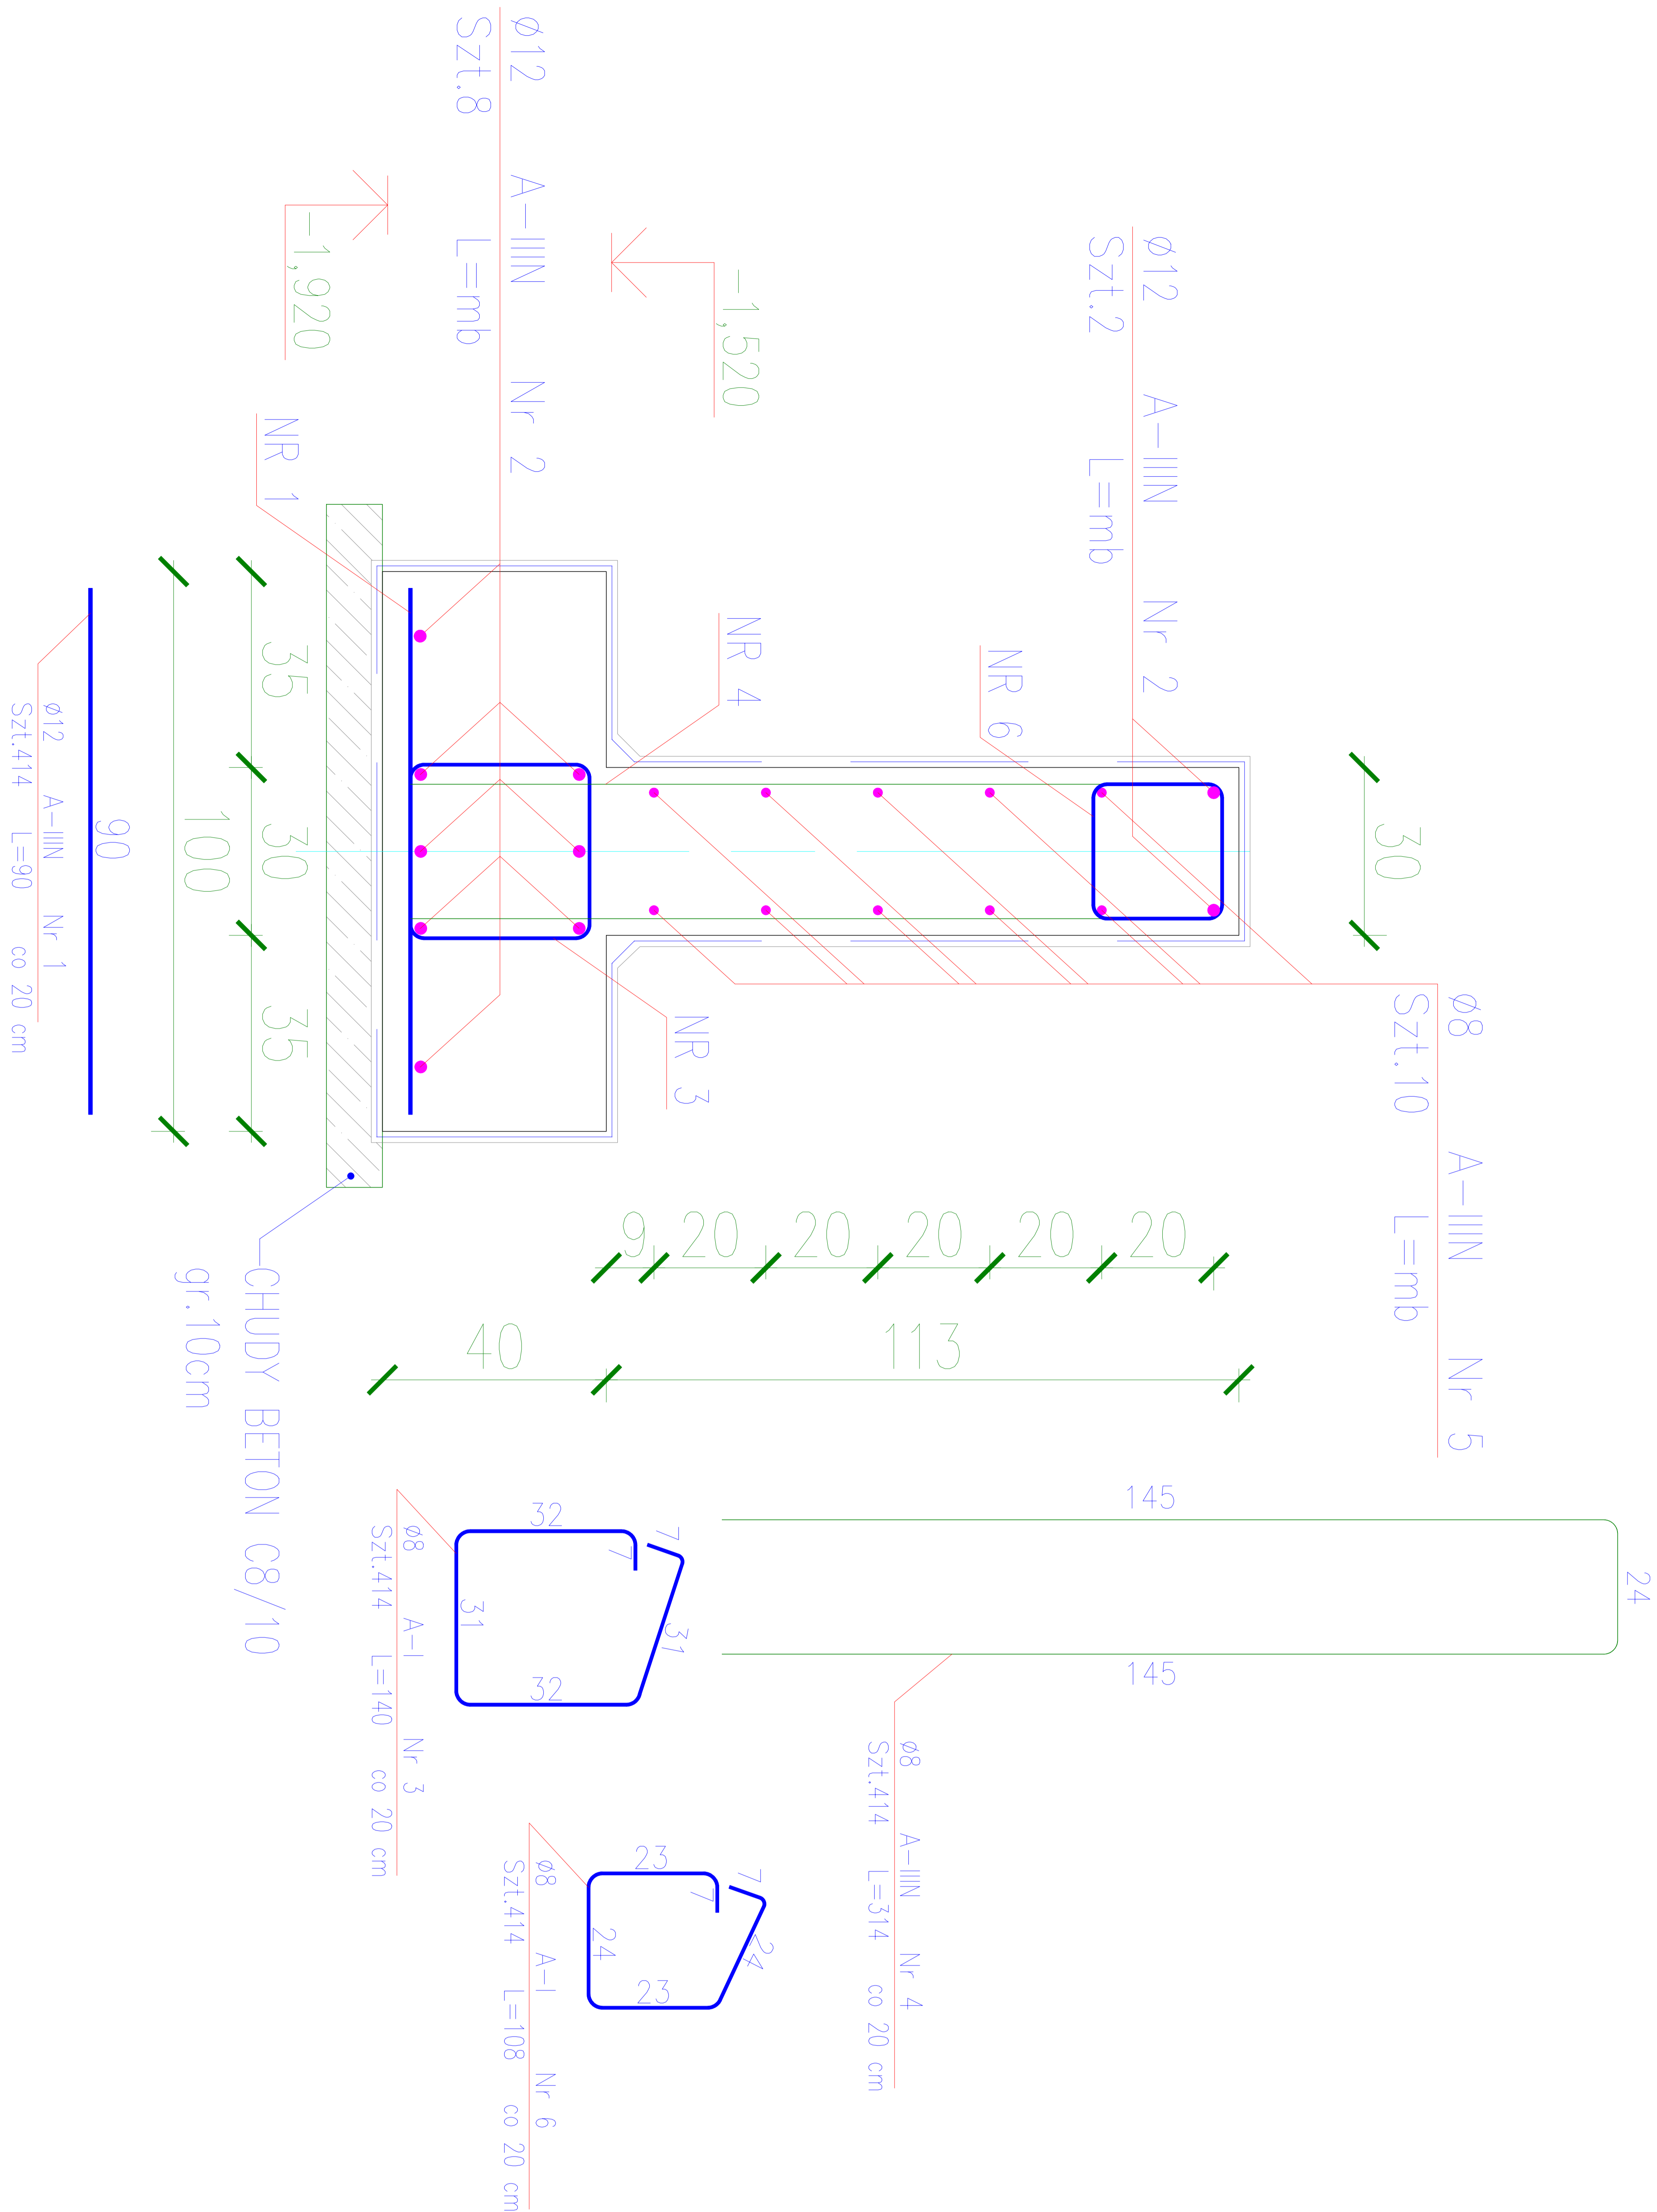 ø12 A-IIIN Nr 2
Szt.2 L=mb
ø8 A-IIIN Nr 5
Szt.10 L=mb
30
NR 6
NR 4
-1,520
ø12 A-IIIN Nr 2
Szt.8 L=mb
-1,920
NR 1
NR 3
20
20
20
20
20
9
113
40
35
30
35
100
CHUDY BETON C8/10
gr.10cm
90
ø12 A-IIIN Nr 1
Szt.414 L=90 co 20 cm
24
145
145
ø8 A-IIIN Nr 4
Szt.414 L=314 co 20 cm
7
7
31
32
32
31
ø8 A-I Nr 3
Szt.414 L=140 co 20 cm
7
7
24
23
23
24
ø8 A-I Nr 6
Szt.414 L=108 co 20 cm